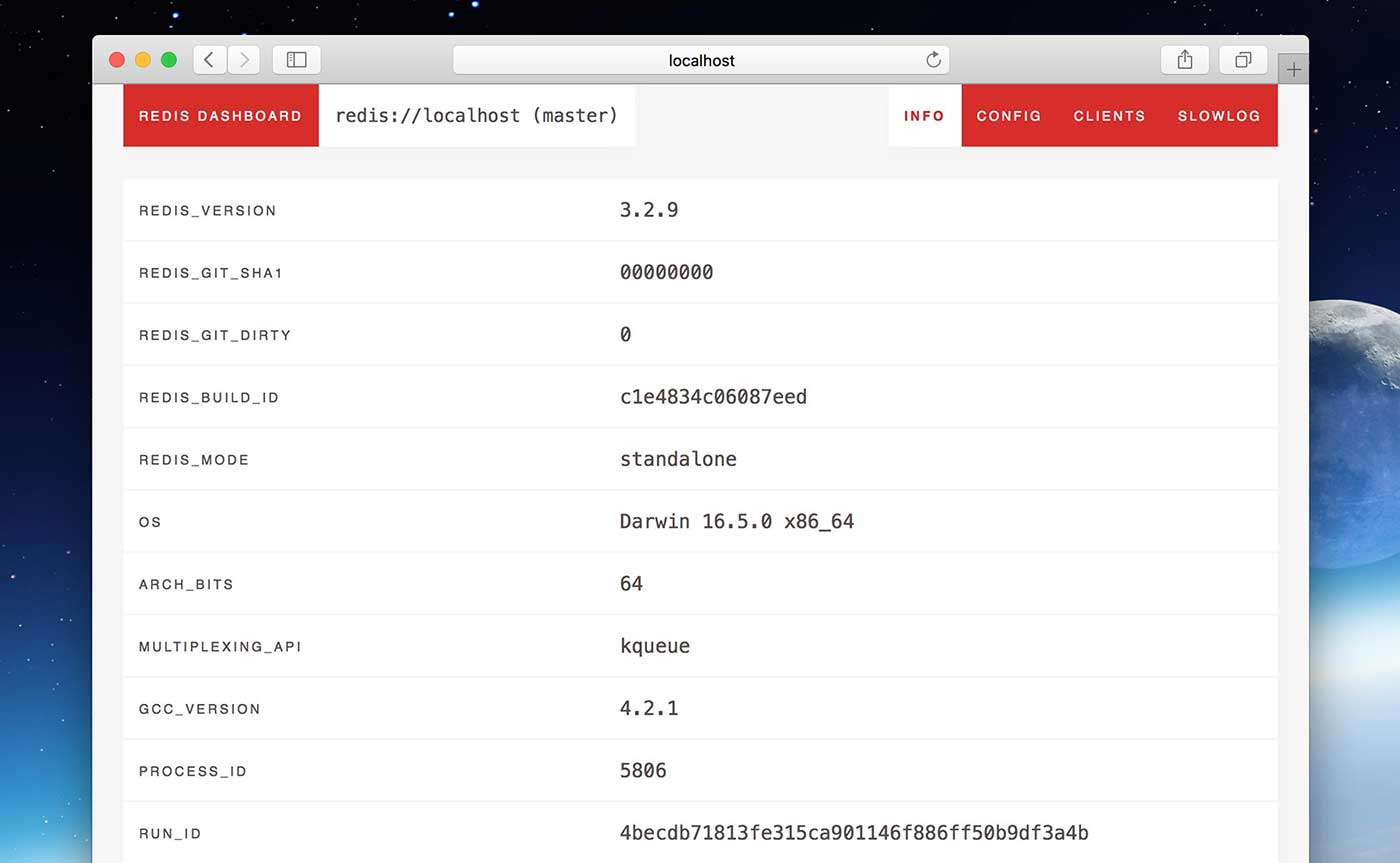 localhost
REDIS DASHBOARD redis://localhost (master) INFO CONFIG CLIENTS SLOWLOG
REDIS_VERSION 3.2.9
REDIS_GIT_SHA1 00000000
REDIS_GIT_DIRTY 0
REDIS_BUILD_ID c1e4834c06087eed
REDIS_MODE standalone
OS Darwin 16.5.0 x86_64
ARCH_BITS 64
MULTIPLEXING_API kqueue
GCC_VERSION 4.2.1
PROCESS_ID 5806
RUN_ID 4becdb71813fe315ca901146f886ff50b9df3a4b